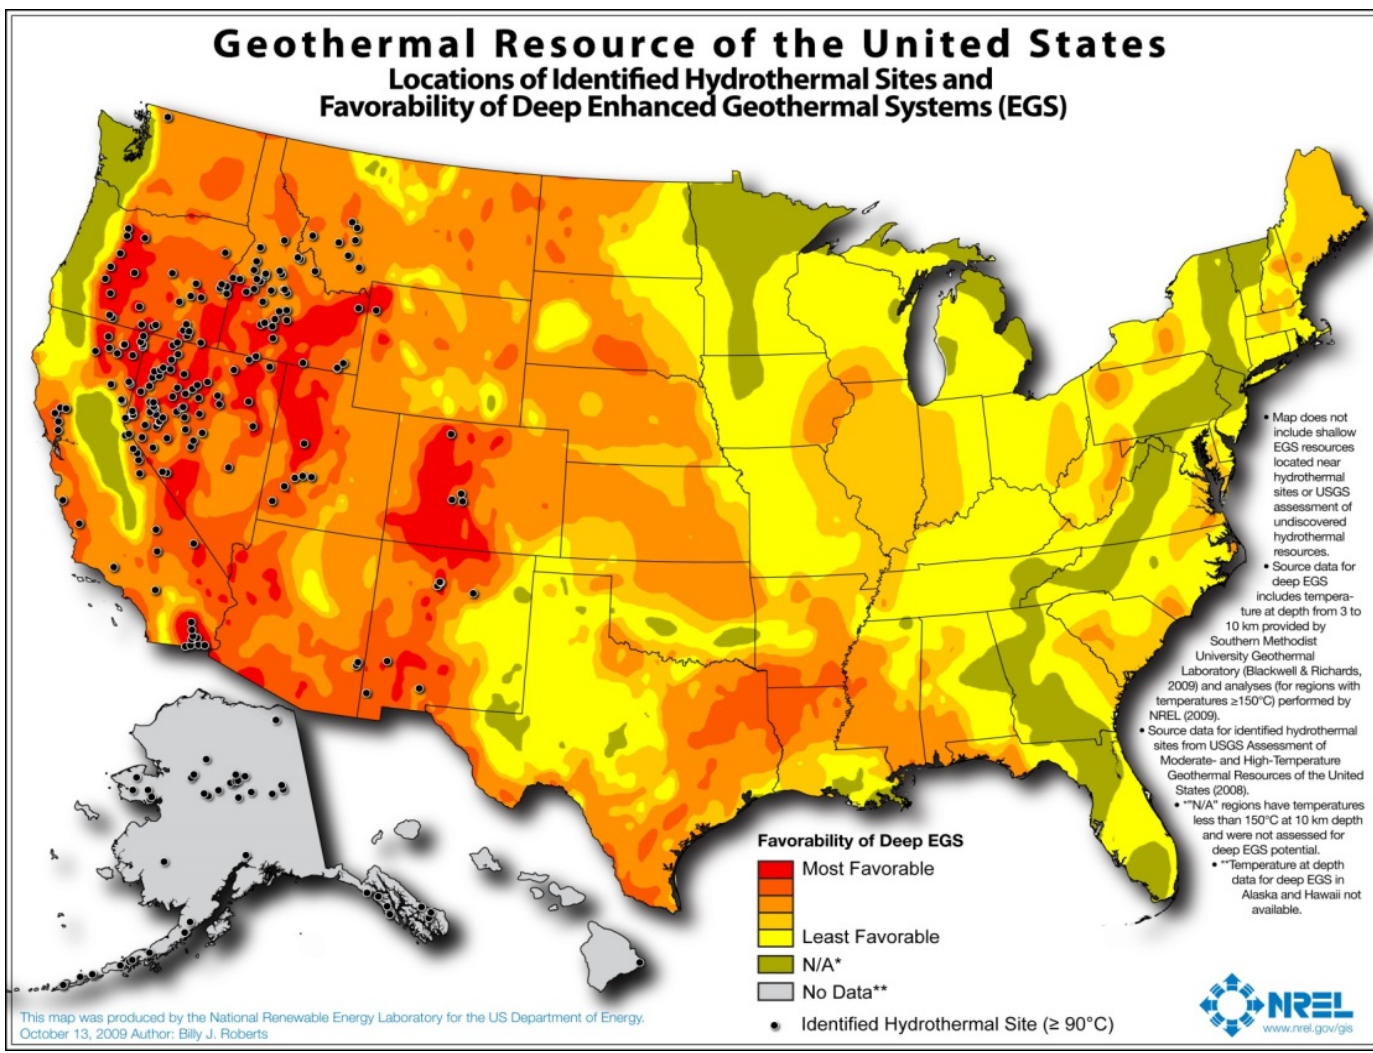 Geothermal Resource of the United States
Locations of Identified Hydrothermal Sites and
Favorability of Deep Enhanced Geothermal Systems (EGS)
• Map does not
include shallow
EGS resources
located near
hydrothermal
sites or USGS
assessment of
undiscovered
hydrothermal
resources.
• Source data for
deep EGS
includes tempera-
ture at depth from 3 to
10 km provided by
Southern Methodist
University Geothermal
Laboratory (Blackwell & Richards,
2009) and analyses (for regions with
temperatures ≥150°C) performed by
NREL (2009).
• Source data for identified hydrothermal
sites from USGS Assessment of
Moderate- and High-Temperature
Geothermal Resources of the United
States (2008).
• *"N/A" regions have temperatures
less than 150°C at 10 km depth
and were not assessed for
deep EGS potential.
• **Temperature at depth
data for deep EGS in
Alaska and Hawaii not
available.
Favorability of Deep EGS
Most Favorable
Least Favorable
N/A*
No Data**
Identified Hydrothermal Site (≥ 90°C)
This map was produced by the National Renewable Energy Laboratory for the US Department of Energy.
October 13, 2009 Author: Billy J. Roberts
NREL
www.nrel.gov/gis